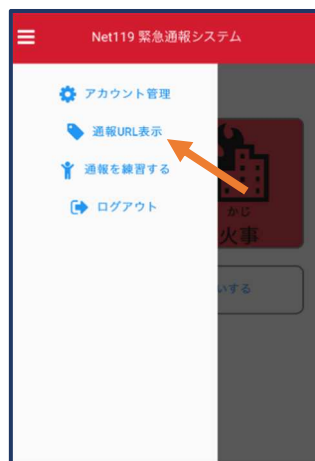 Net119 緊急通報システム
アカウント管理
通報URL表示
通報を練習する
ログアウト
かじ
火事
いする